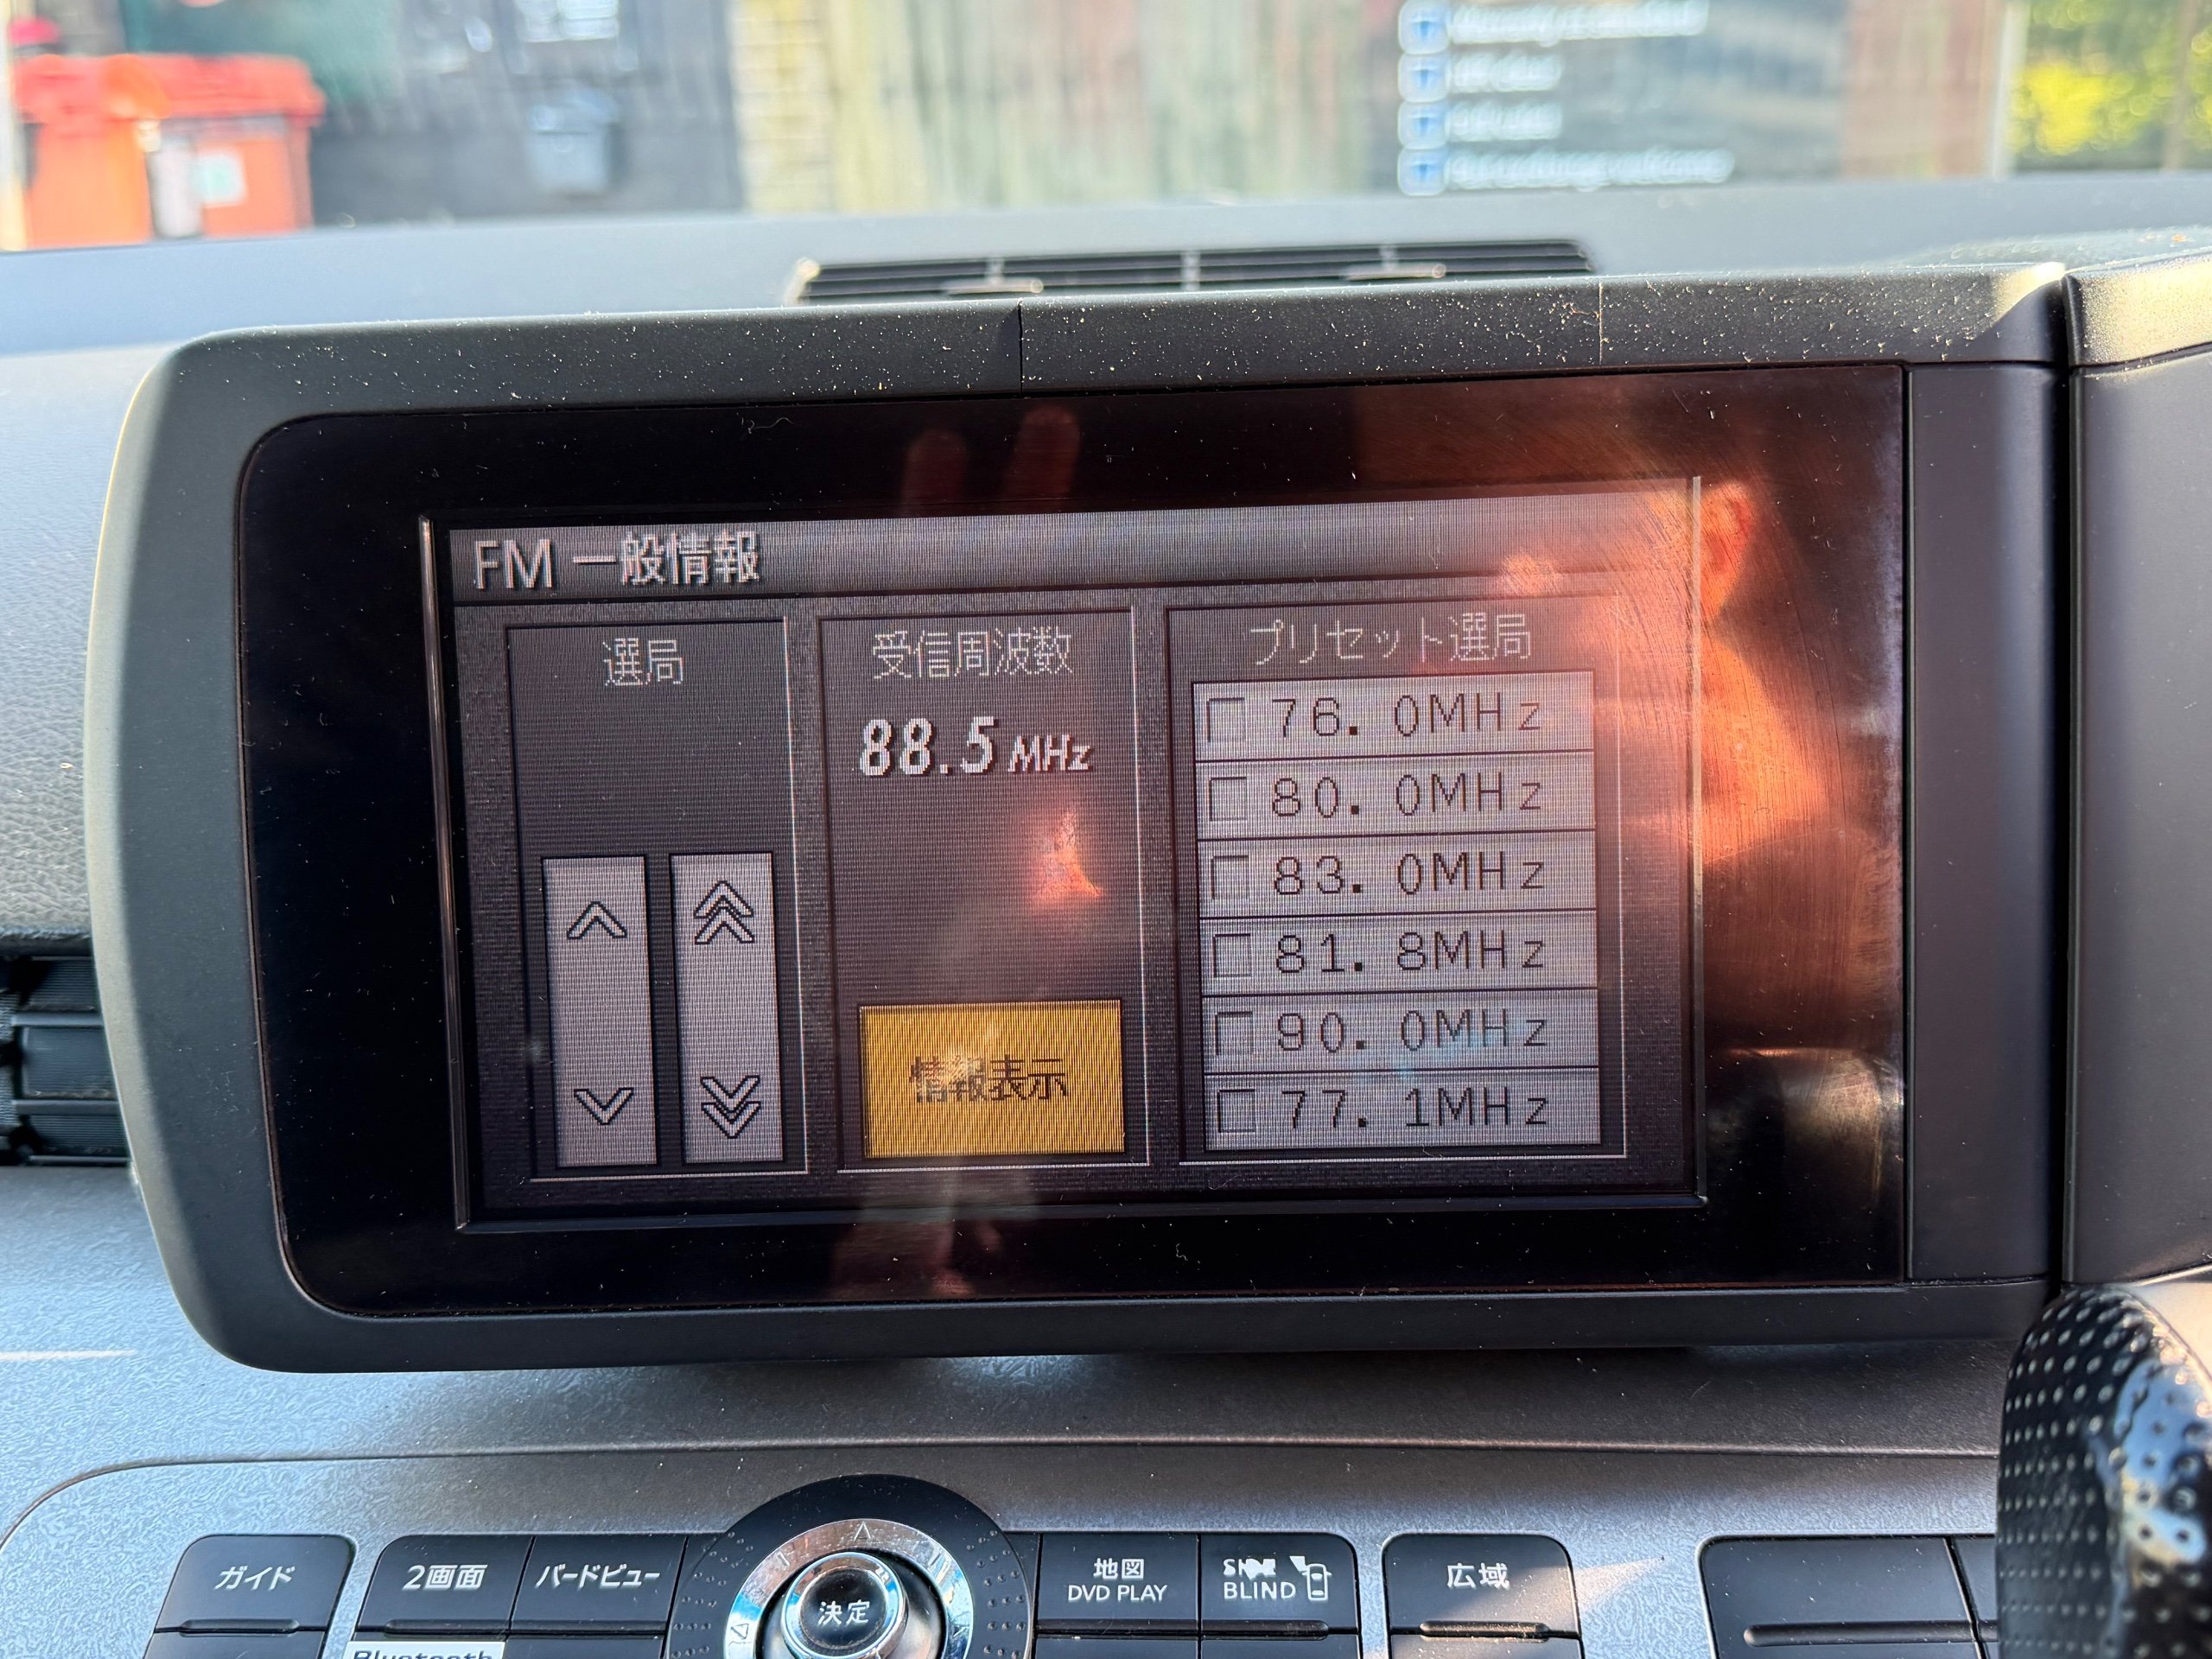 FM 一般情報
選局
受信周波数
88.5 MHz
情報表示
プリセット選局
76. 0MHz
80. 0MHz
83. 0MHz
81. 8MHz
90. 0MHz
77. 1MHz
ガイド
2画面
バードビュー
決定
地図
DVD PLAY
BLIND
広域
Bluetooth